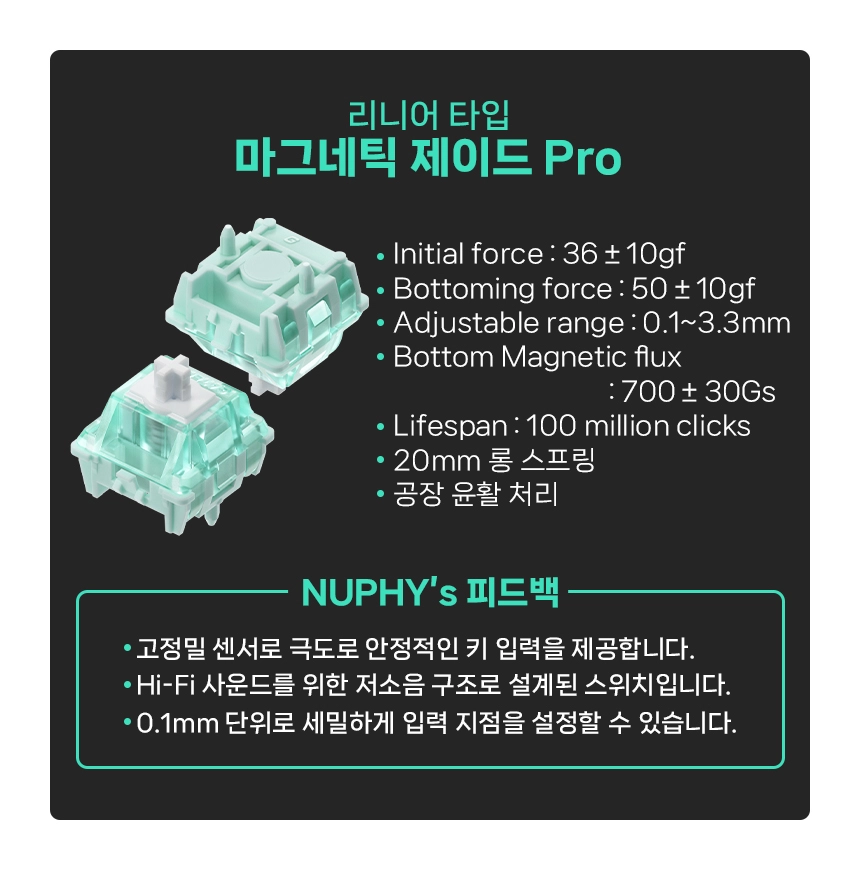 리니어 타입
마그네틱 제이드 Pro
• Initial force : 36 ± 10gf
• Bottoming force : 50 ± 10gf
• Adjustable range : 0.1~3.3mm
• Bottom Magnetic flux
: 700 ± 30Gs
• Lifespan : 100 million clicks
• 20mm 롱 스프링
• 공장 윤활 처리
NUPHY's 피드백
• 고정밀 센서로 극도로 안정적인 키 입력을 제공합니다.
• Hi-Fi 사운드를 위한 저소음 구조로 설계된 스위치입니다.
• 0.1mm 단위로 세밀하게 입력 지점을 설정할 수 있습니다.